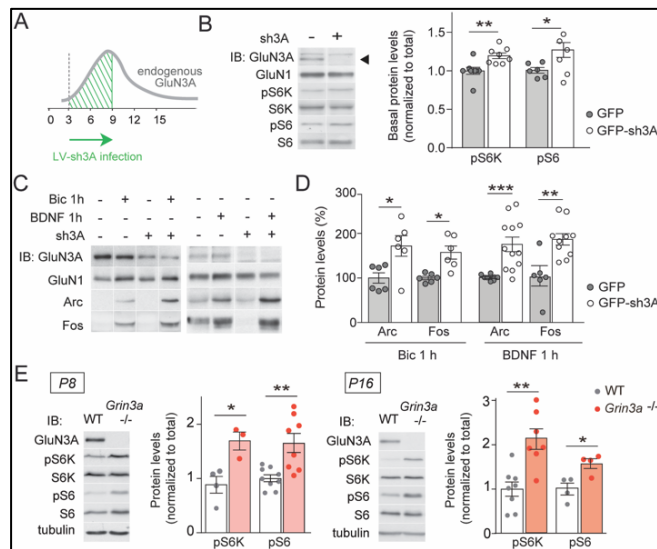 A
endogenous
GluN3A
0 3 6 9 12 15
LV-sh3A infection
B
sh3A - +
IB: GluN3A
GluN1
pS6K
S6K
pS6
S6
Basal protein levels
(normalized to total)
1.5
1.0
0.5
0.0
** *
pS6K pS6
GFP
GFP-sh3A
C
Bic 1h - + - +
BDNF 1h - + - +
sh3A - - + + - - + +
IB: GluN3A
GluN1
Arc
Fos
D
Protein levels (%)
300
200
100
0
* * *** **
Arc Fos Arc Fos
Bic 1 h BDNF 1 h
GFP
GFP-sh3A
E
P8
IB: WT Grin3a -/-
GluN3A
pS6K
S6K
pS6
S6
tubulin
Protein levels
(normalized to total)
3
2
1
0
* **
pS6K pS6
P16
IB: WT Grin3a -/-
GluN3A
pS6K
S6K
pS6
S6
tubulin
Protein levels
(normalized to total)
3
2
1
0
** *
pS6K pS6
WT
Grin3a -/-